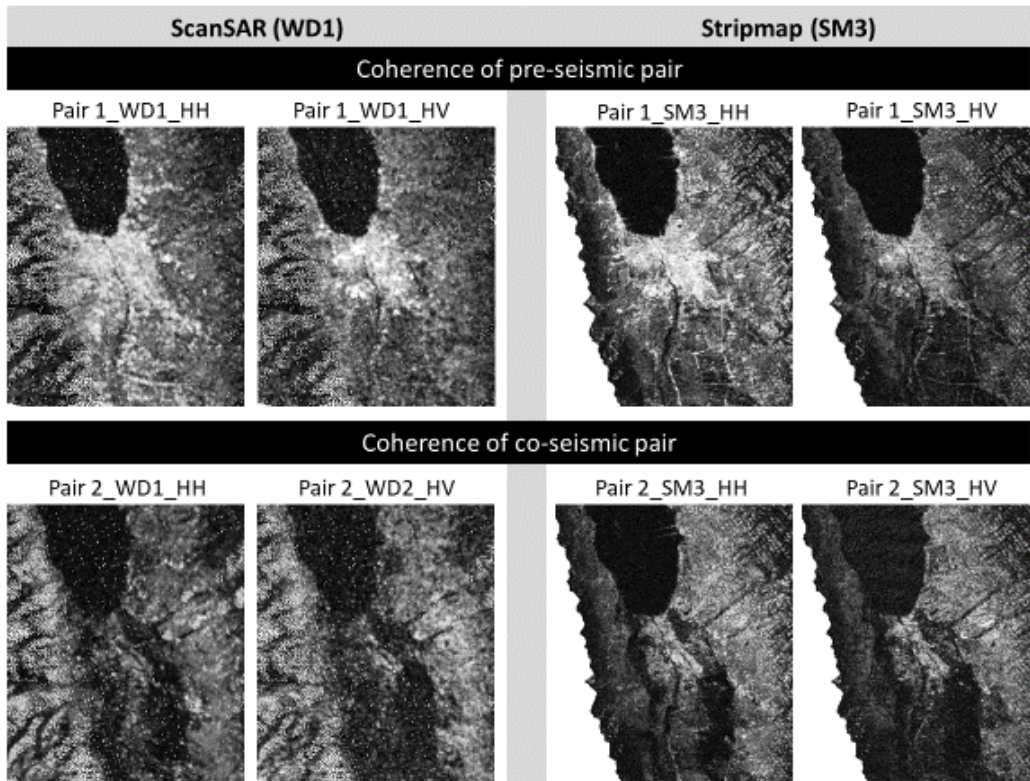 ScanSAR (WD1) Stripmap (SM3)
Coherence of pre-seismic pair
Pair 1_WD1_HH Pair 1_WD1_HV Pair 1_SM3_HH Pair 1_SM3_HV
Coherence of co-seismic pair
Pair 2_WD1_HH Pair 2_WD2_HV Pair 2_SM3_HH Pair 2_SM3_HV